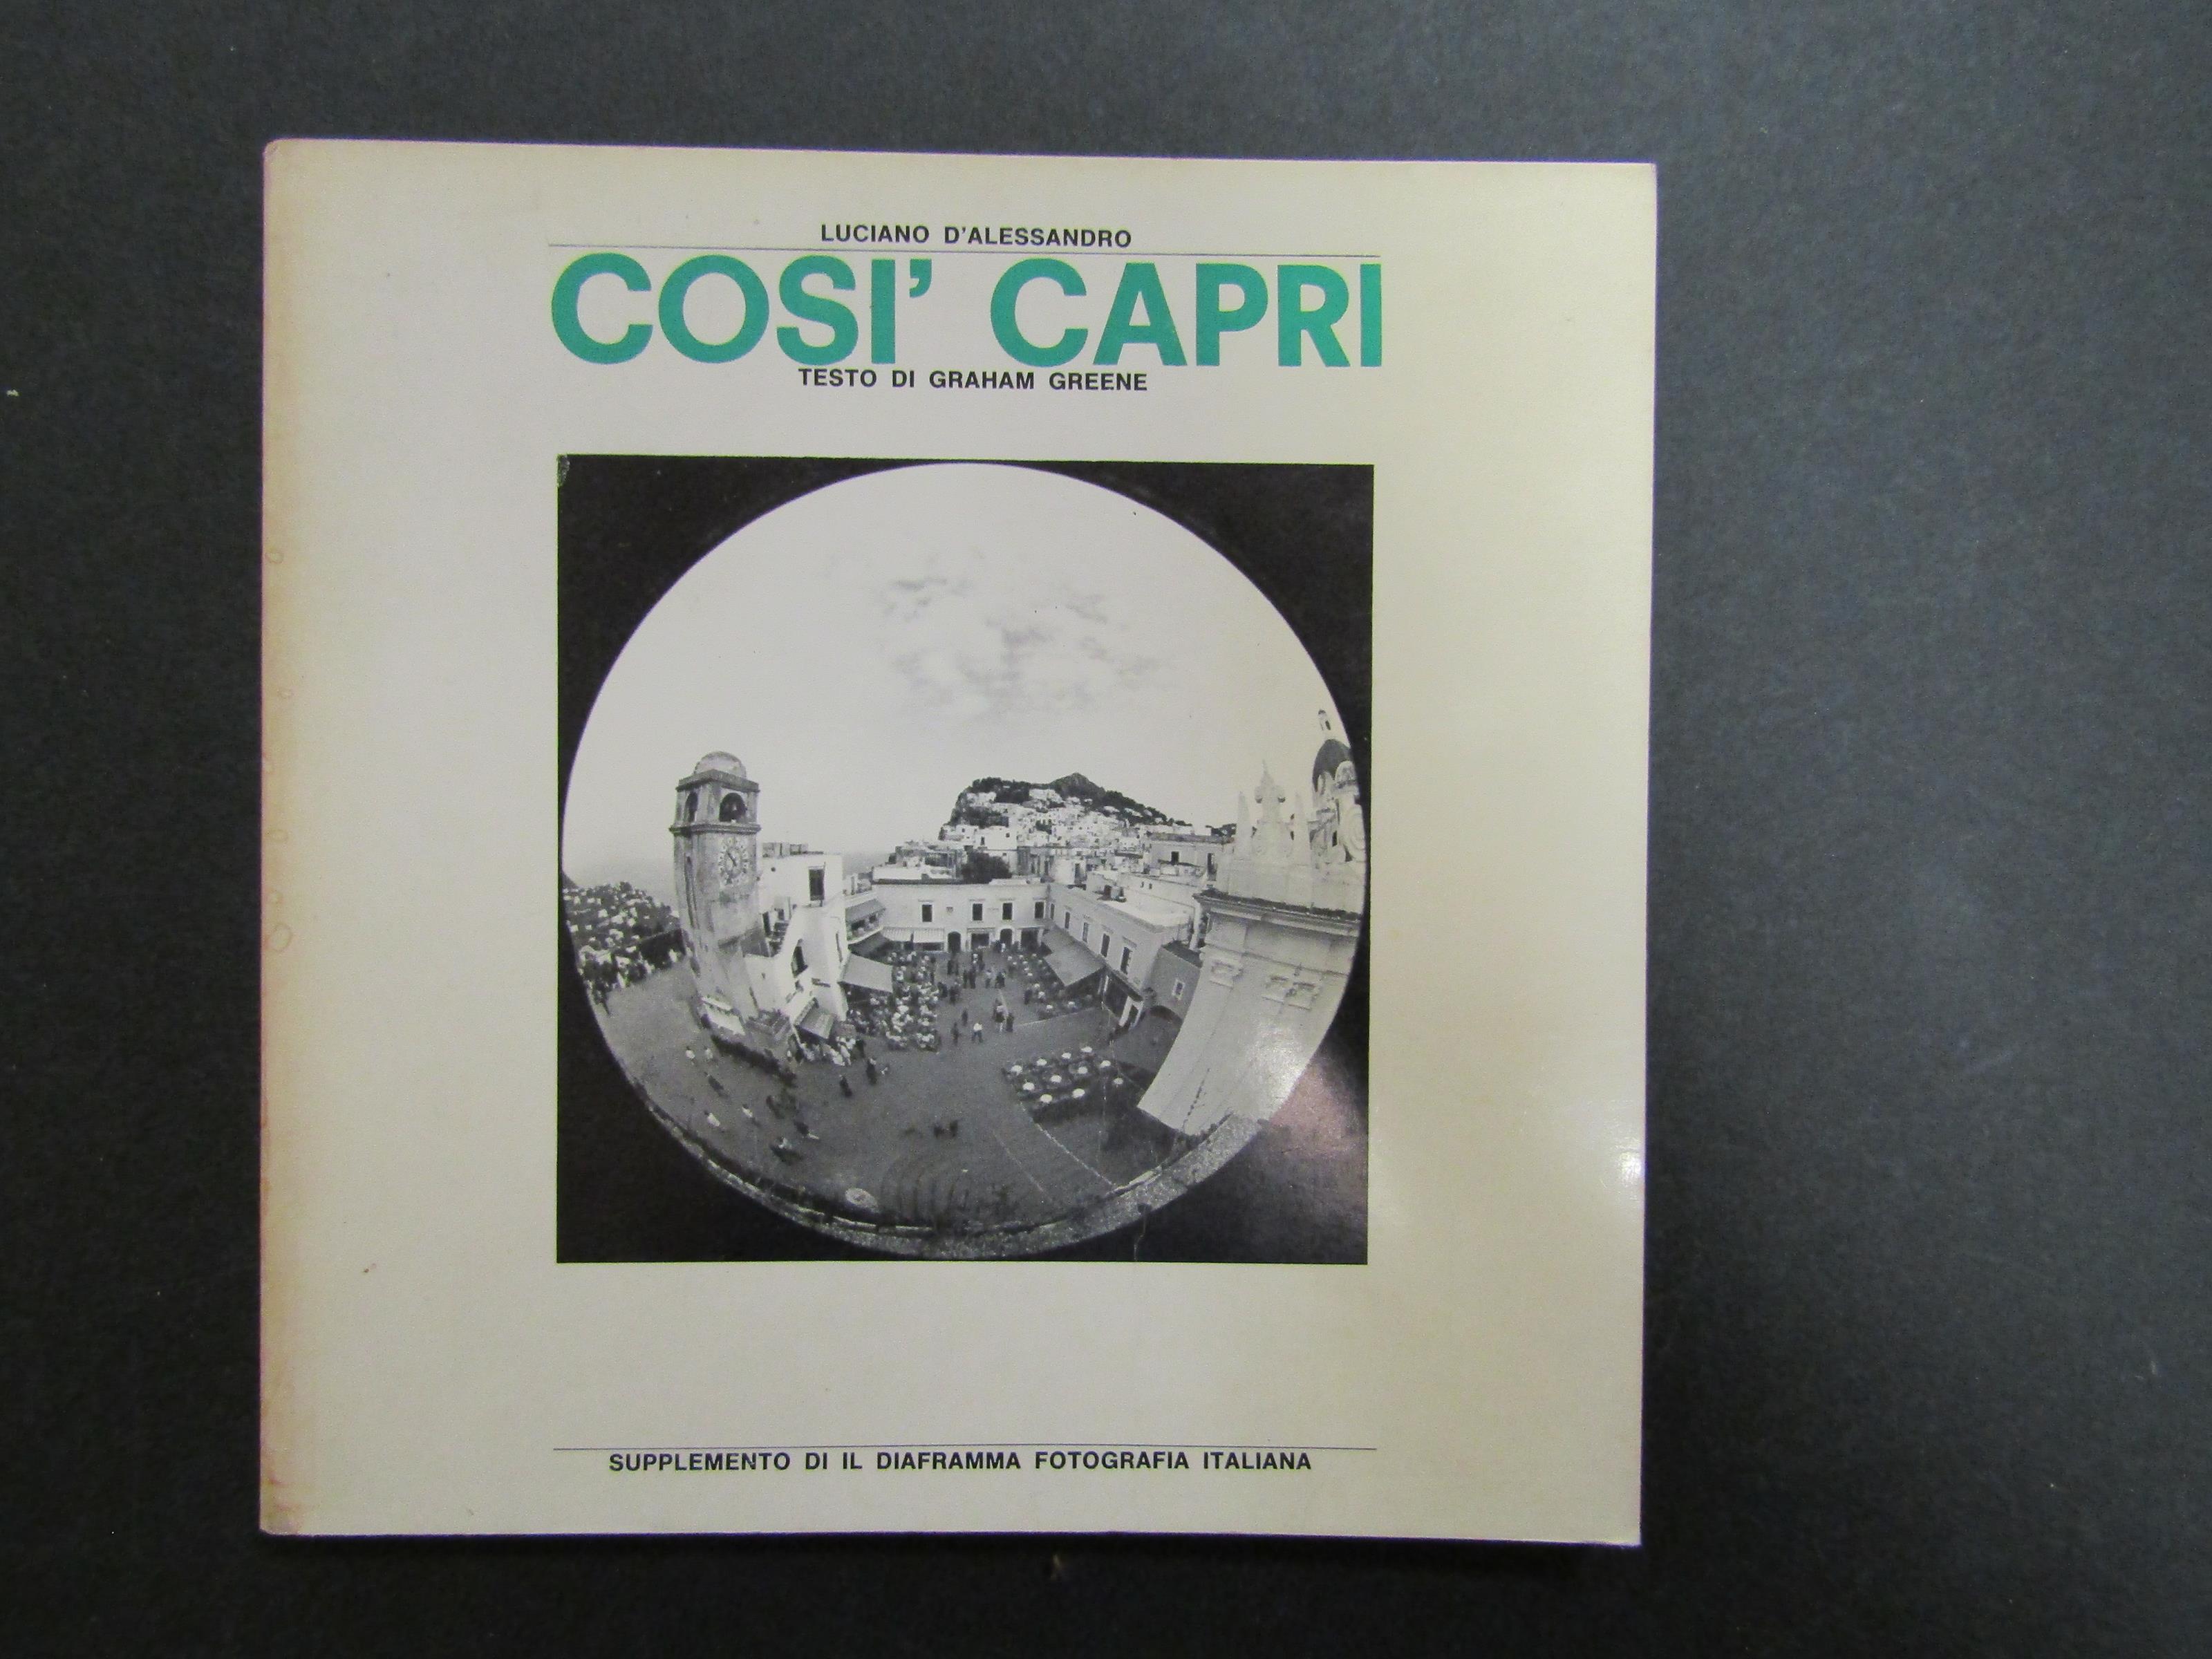 LUCIANO D'ALESSANDRO
COSI' CAPRI
TESTO DI GRAHAM GREENE
SUPPLEMENTO DI IL DIAFRAMMA FOTOGRAFIA ITALIANA